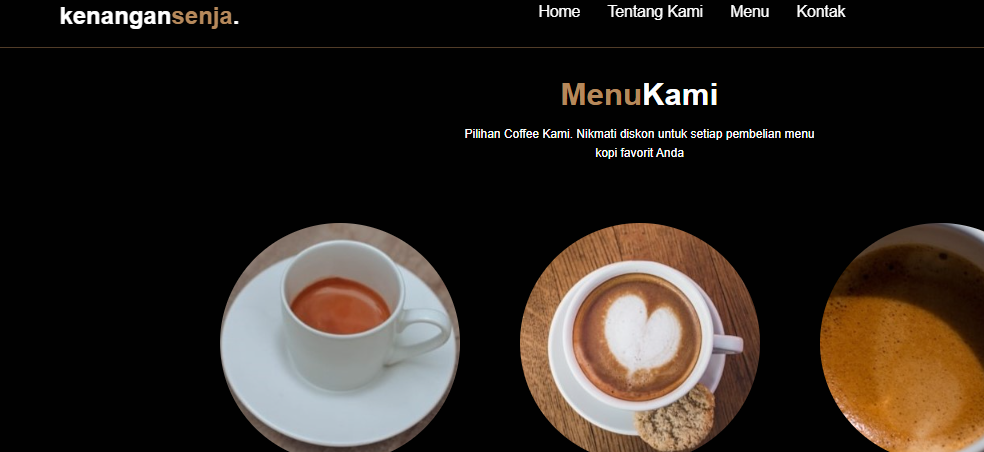 kenangansenja.
Home Tentang Kami Menu Kontak
MenuKami
Pilihan Coffee Kami. Nikmati diskon untuk setiap pembelian menu
kopi favorit Anda